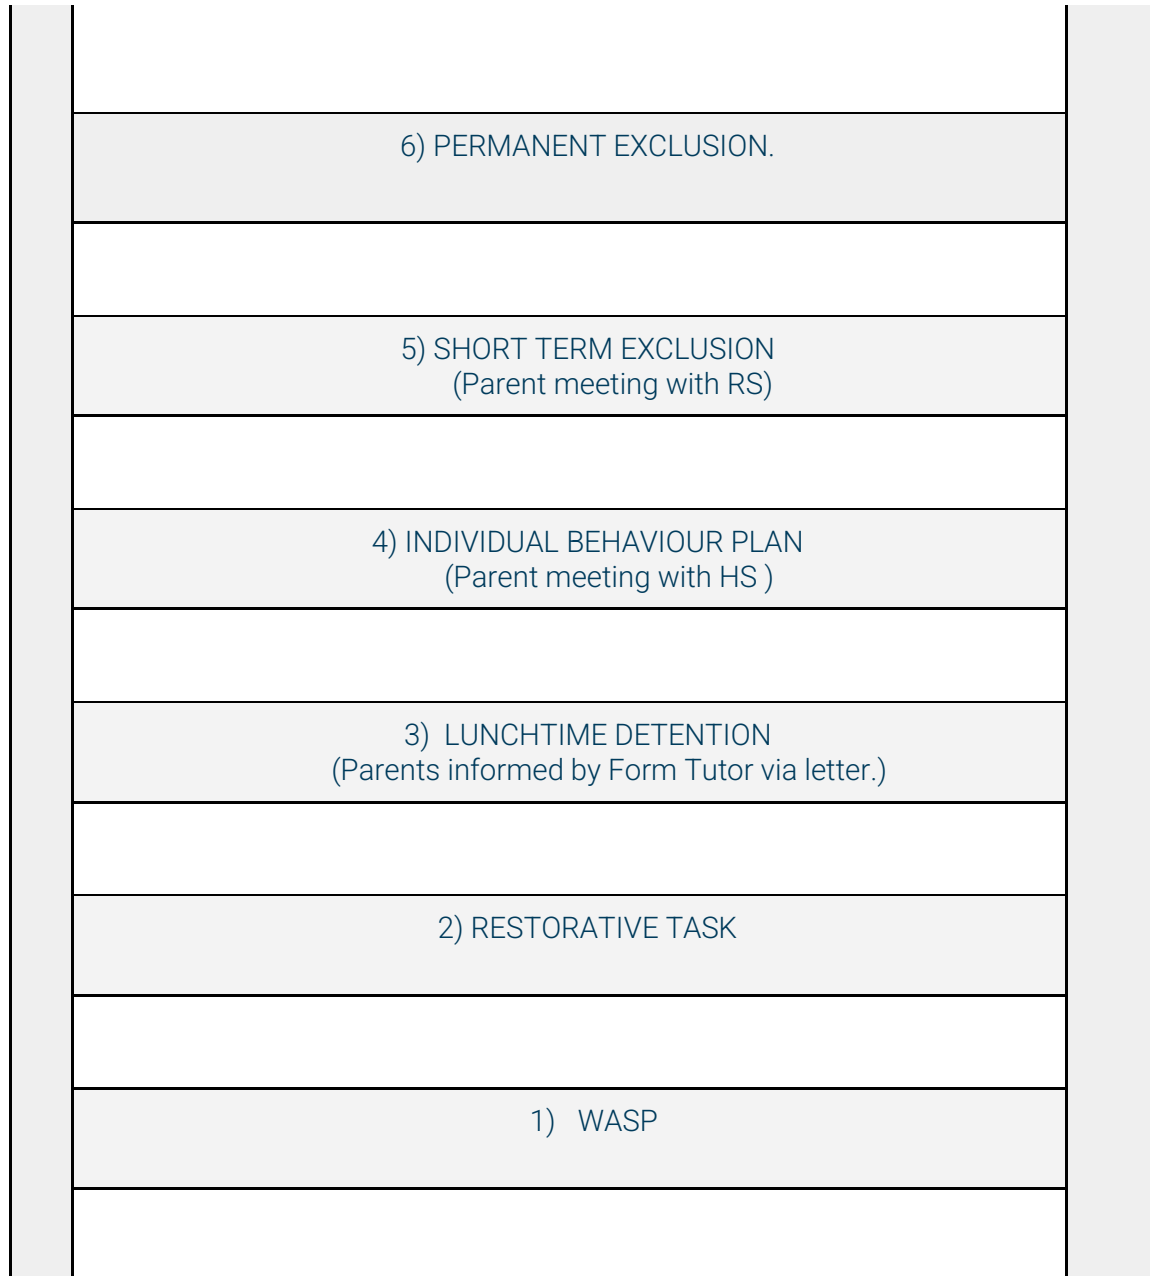 6) PERMANENT EXCLUSION.
5) SHORT TERM EXCLUSION
(Parent meeting with RS)
4) INDIVIDUAL BEHAVIOUR PLAN
(Parent meeting with HS )
3) LUNCHTIME DETENTION
(Parents informed by Form Tutor via letter.)
2) RESTORATIVE TASK
1) WASP